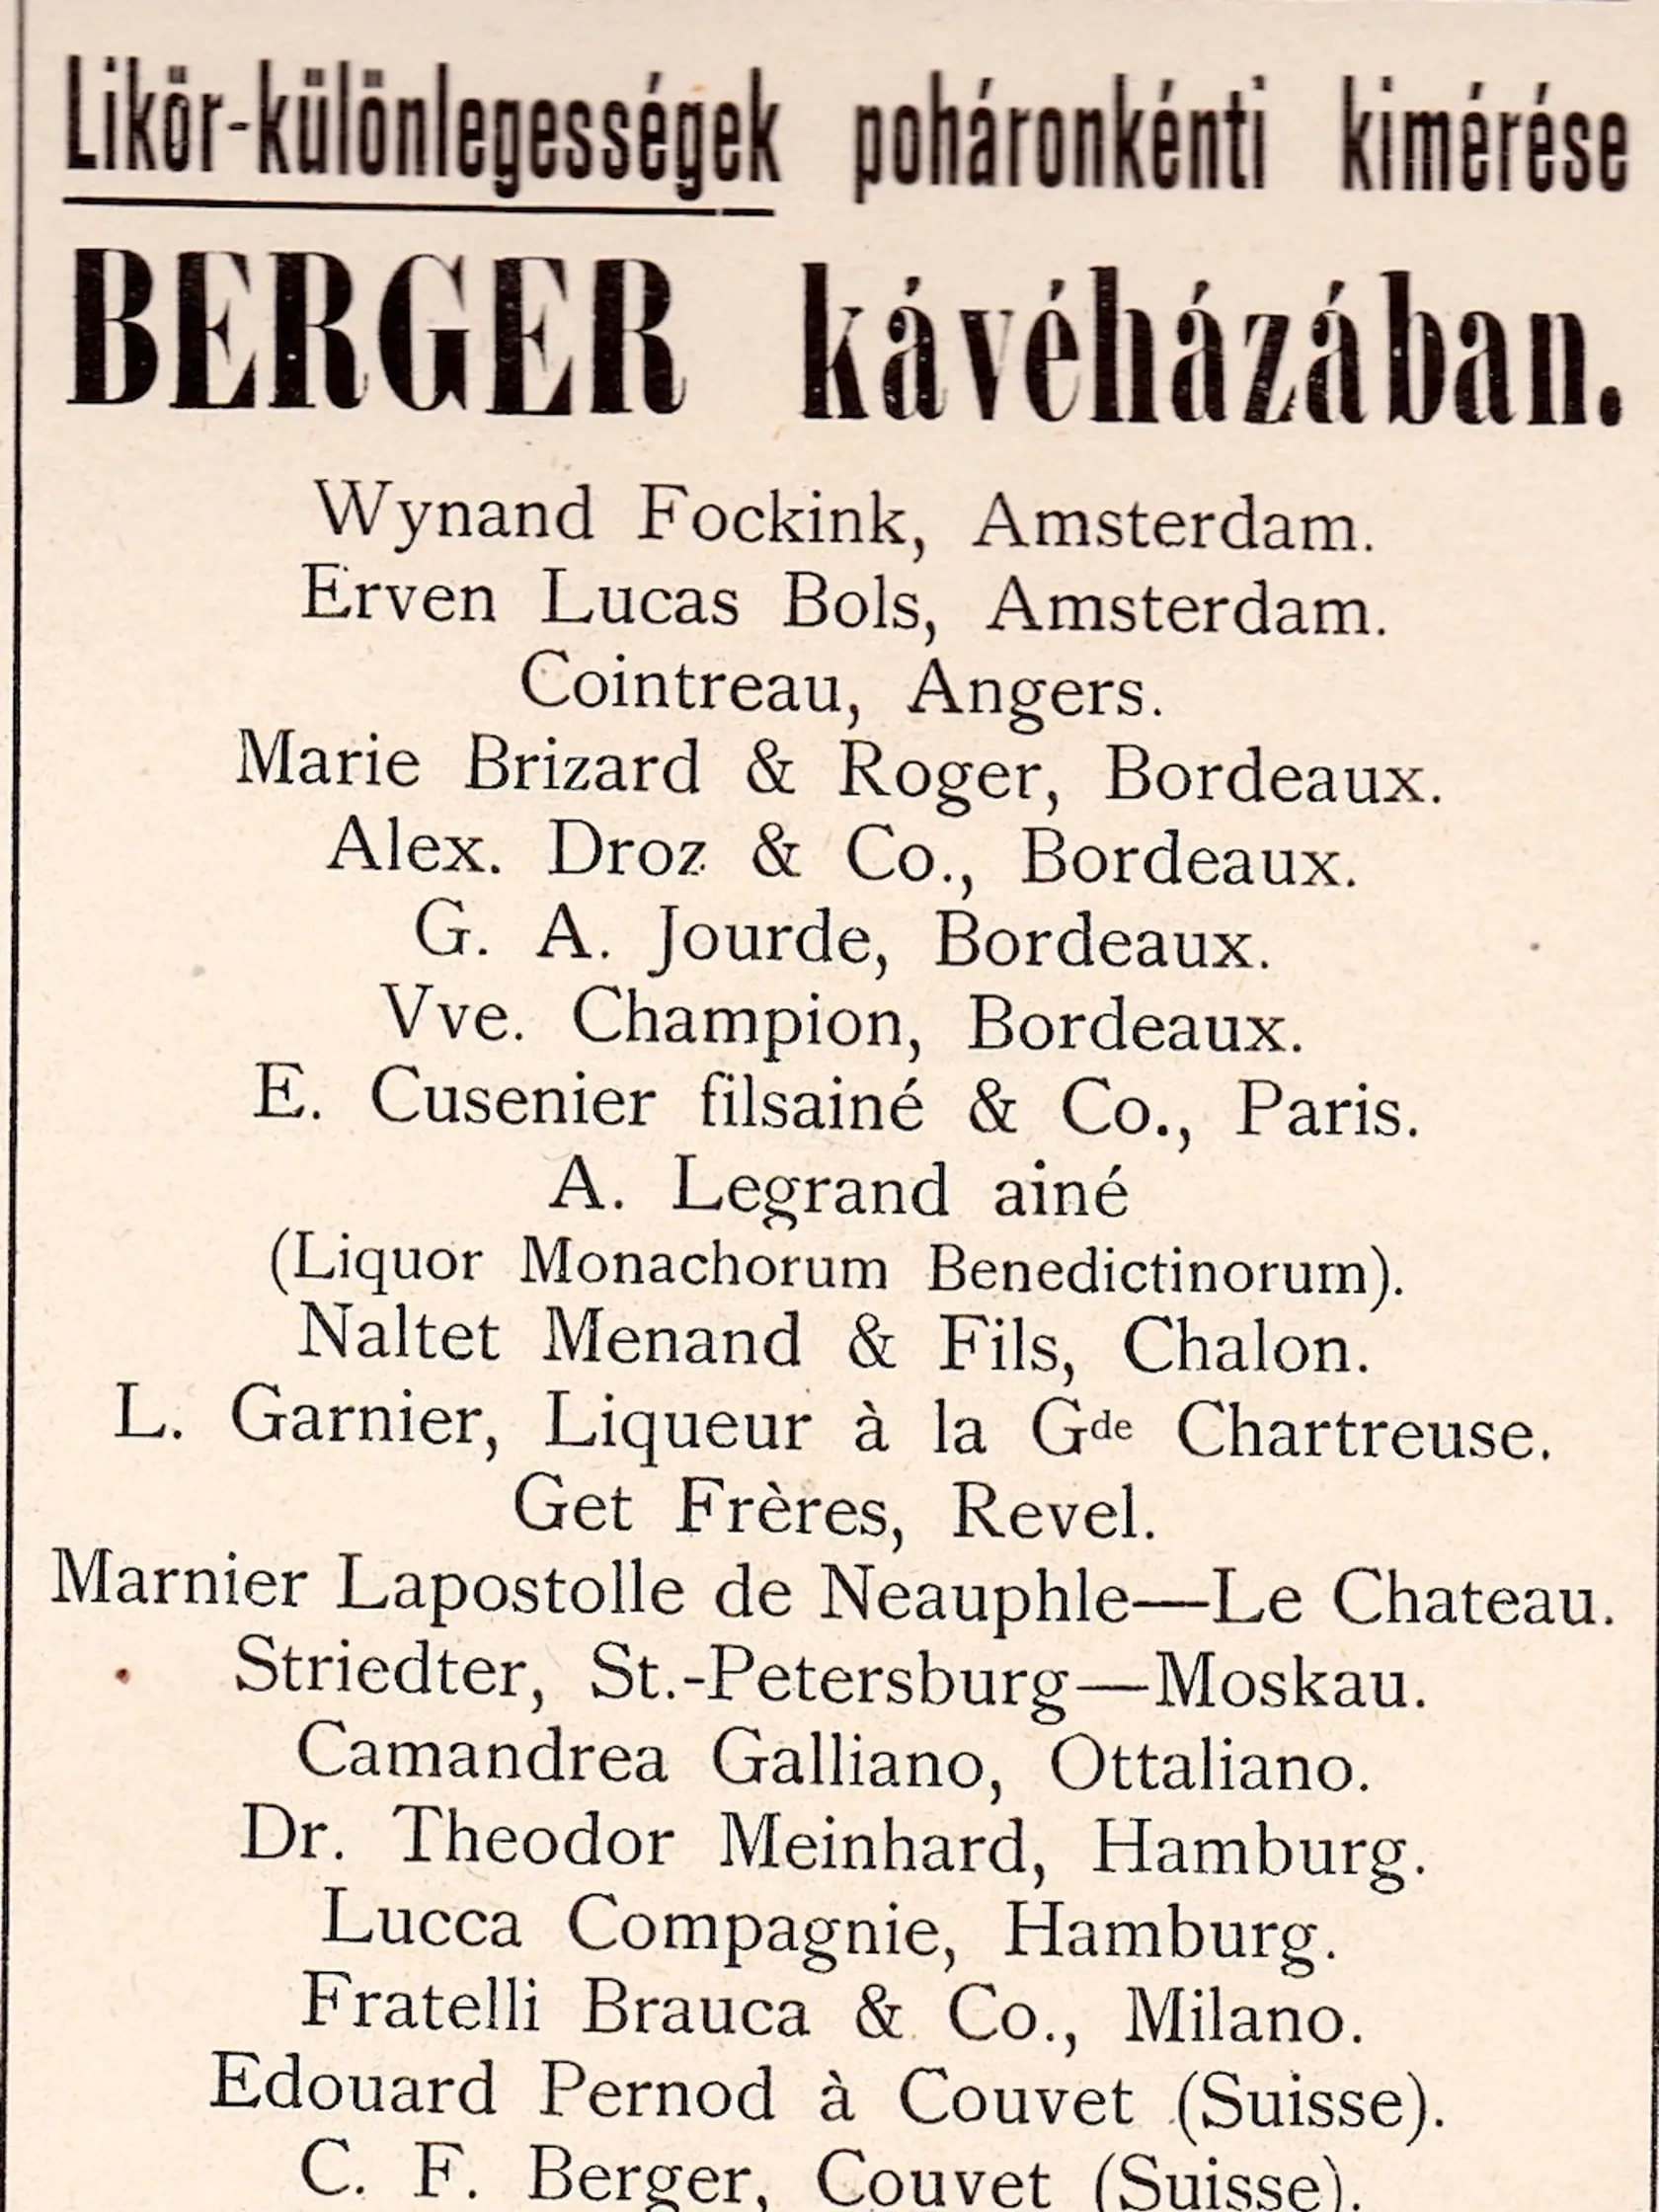 Likőr-különlegességek poháronkénti kimérése
BERGER kávéházában.
Wynand Fockink, Amsterdam.
Erven Lucas Bols, Amsterdam.
Cointreau, Angers.
Marie Brizard & Roger, Bordeaux.
Alex. Droz & Co., Bordeaux.
G. A. Jourde, Bordeaux.
Vve. Champion, Bordeaux.
E. Cusenier filsainé & Co., Paris.
A. Legrand ainé
(Liquor Monachorum Benedictinorum).
Naltet Menand & Fils, Chalon.
L. Garnier, Liqueur à la Gde Chartreuse.
Get Frères, Revel.
Marnier Lapostolle de Neauphle—Le Chateau.
Striedter, St.-Petersburg—Moskau.
Camandrea Galliano, Ottaliano.
Dr. Theodor Meinhard, Hamburg.
Lucca Compagnie, Hamburg.
Fratelli Brauca & Co., Milano.
Edouard Pernod à Couvet (Suisse).
C. F. Berger, Couvet (Suisse).